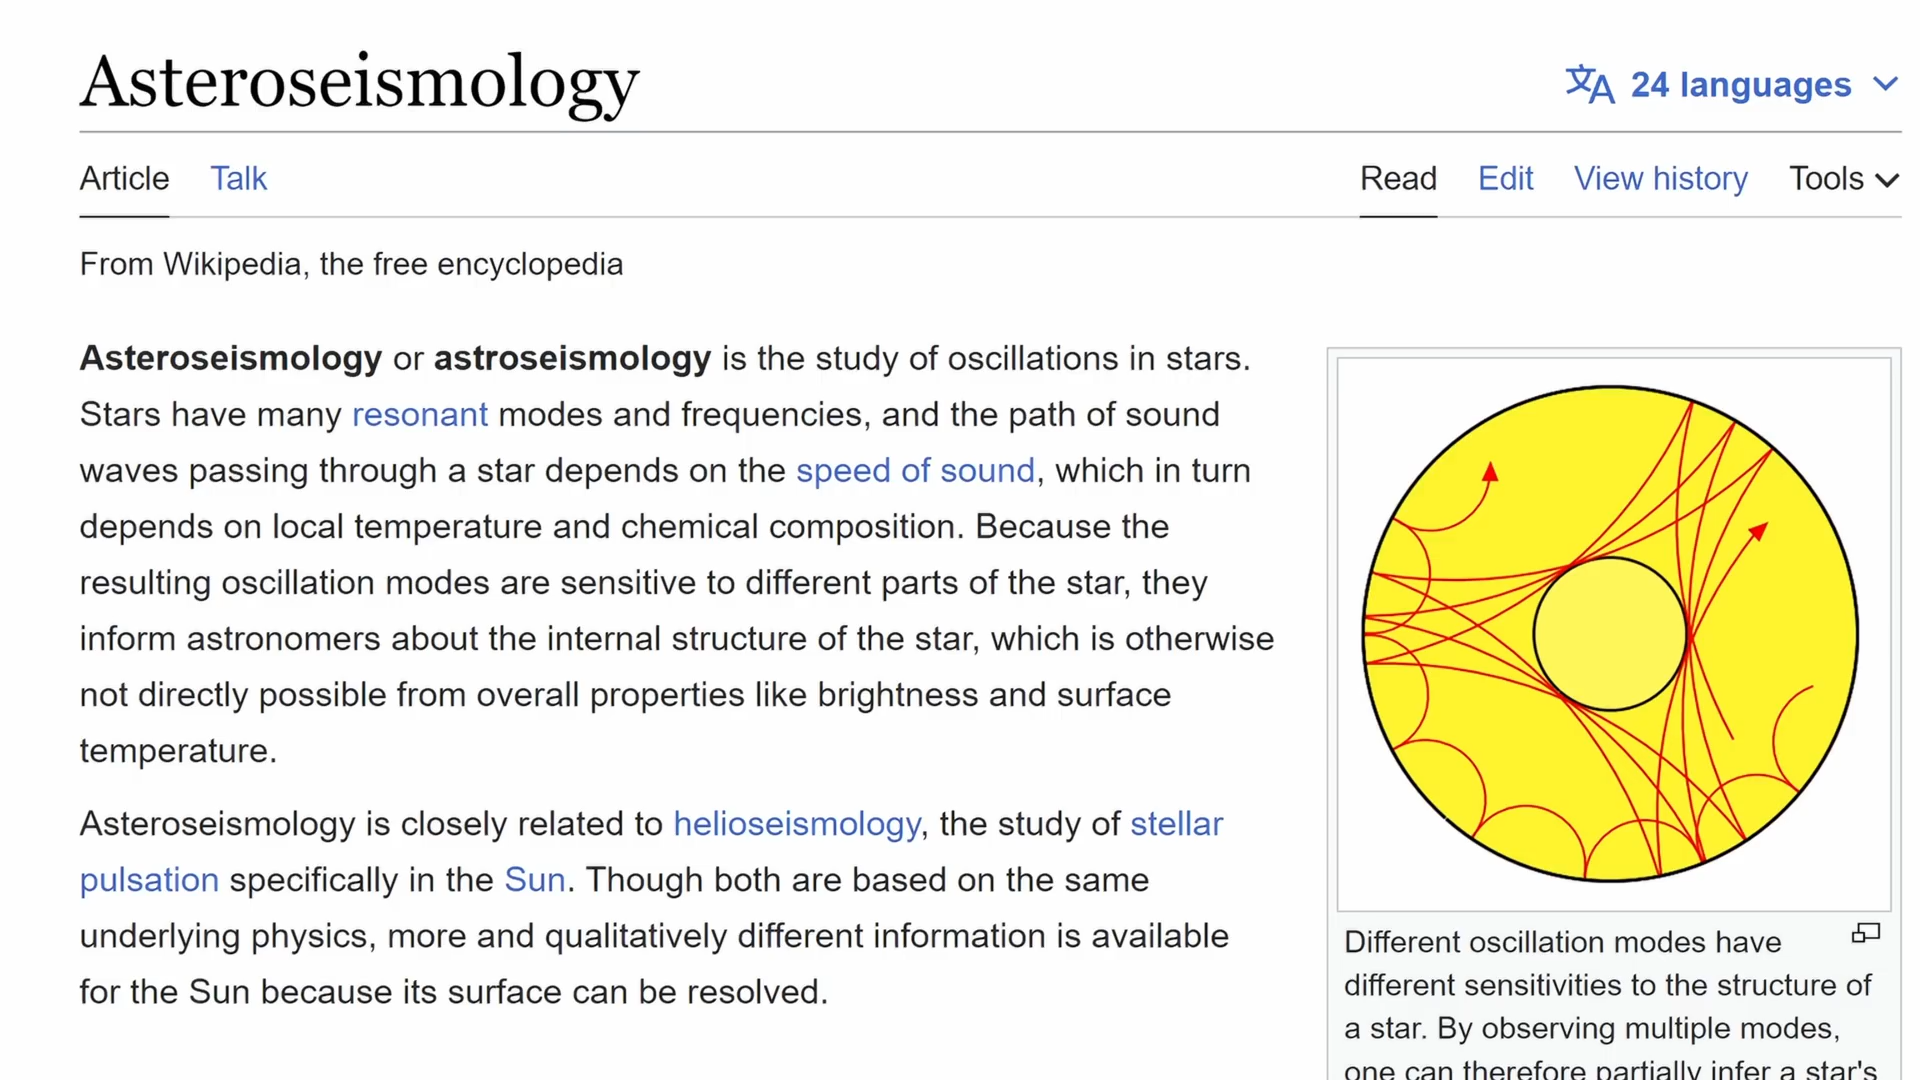 Asteroseismology
24 languages
Article Talk
Read Edit View history Tools
From Wikipedia, the free encyclopedia
Asteroseismology or astroseismology is the study of oscillations in stars.
Stars have many resonant modes and frequencies, and the path of sound
waves passing through a star depends on the speed of sound, which in turn
depends on local temperature and chemical composition. Because the
resulting oscillation modes are sensitive to different parts of the star, they
inform astronomers about the internal structure of the star, which is otherwise
not directly possible from overall properties like brightness and surface
temperature.
Asteroseismology is closely related to helioseismology, the study of stellar
pulsation specifically in the Sun. Though both are based on the same
underlying physics, more and qualitatively different information is available
for the Sun because its surface can be resolved.
Different oscillation modes have
different sensitivities to the structure of
a star. By observing multiple modes,
one can therefore partially infer a star's